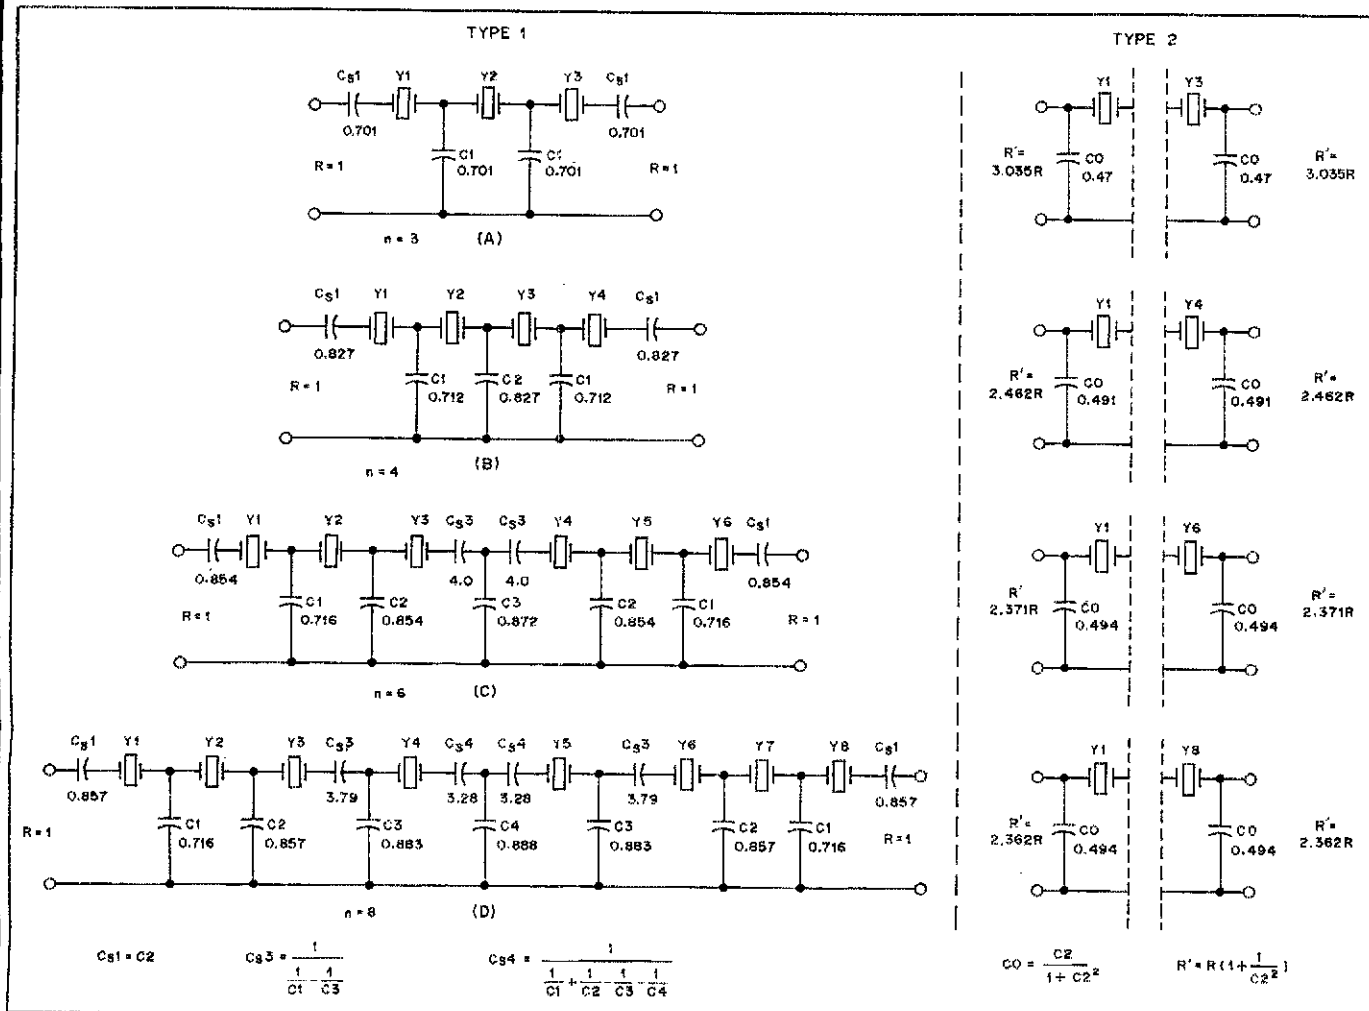 TYPE 1
TYPE 2
Cs1 Y1 Y2 Y3 Cs1
0.701 0.701
C1 0.701 C1 0.701
R=1 R=1
n=3 (A)
Y1 Y3
R'= 3.035R C0 0.47 C0 0.47 R'= 3.035R
Cs1 Y1 Y2 Y3 Y4 Cs1
0.827 0.827
R=1 C1 0.712 C2 0.827 C1 0.712 R=1
n=4 (B)
Y1 Y4
R'= 2.462R C0 0.491 C0 0.491 R'= 2.462R
Cs1 Y1 Y2 Y3 Cs3 Cs3 Y4 Y5 Y6 Cs1
0.854 4.0 4.0 0.854
R=1 C1 0.716 C2 0.854 C3 0.872 C2 0.854 C1 0.716 R=1
n=6 (C)
Y1 Y6
R' 2.371R C0 0.494 C0 0.494 R'= 2.371R
Cs1 Y1 Y2 Y3 Cs3 Y4 Cs4 Cs4 Y5 Cs3 Y6 Y7 Y8 Cs1
0.857 3.79 3.28 3.28 3.79 0.857
R=1 C1 0.716 C2 0.857 C3 0.883 C4 0.888 C3 0.883 C2 0.857 C1 0.716 R=1
n=8 (D)
Y1 Y8
R'= 2.362R C0 0.494 C0 0.494 R'= 2.362R
Cs1 = C2
Cs3 = 1 / (1/C1 - 1/C3)
Cs4 = 1 / (1/C1 + 1/C2 - 1/C3 - 1/C4)
C0 = C2 / (1 + C2²)
R' = R(1 + 1/C2²)